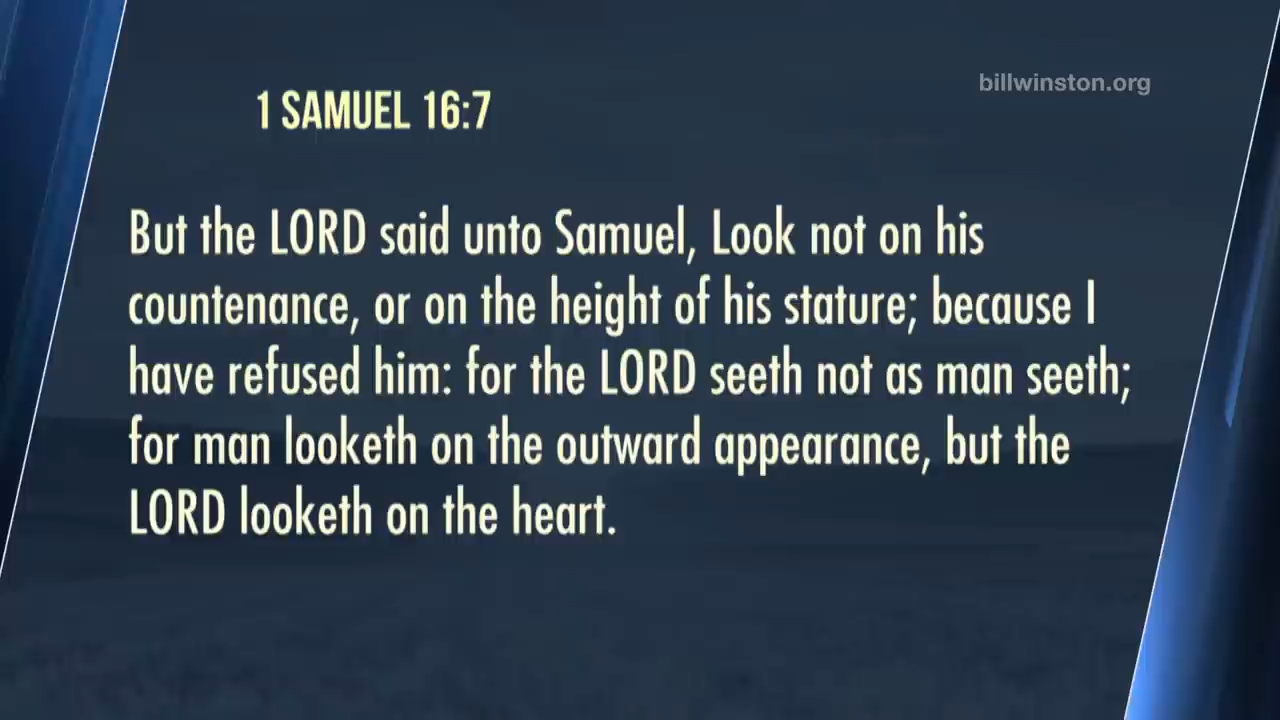 billwinston.org
1 SAMUEL 16:7
But the LORD said unto Samuel, Look not on his
countenance, or on the height of his stature; because I
have refused him: for the LORD seeth not as man seeth;
for man looketh on the outward appearance, but the
LORD looketh on the heart.